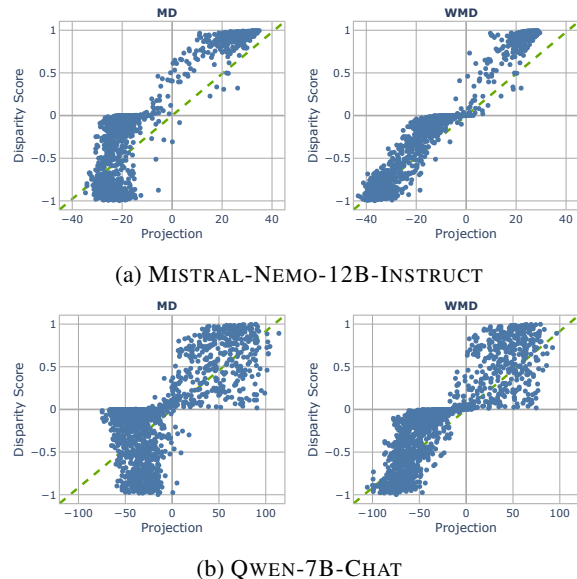 MD
WMD
Disparity Score
1
0.5
0
−0.5
−1
−40
−20
0
20
40
Projection
Disparity Score
1
0.5
0
−0.5
−1
−40
−20
0
20
40
Projection
(a) MISTRAL-NEMO-12B-INSTRUCT
MD
WMD
Disparity Score
1
0.5
0
−0.5
−1
−100
−50
0
50
100
Projection
Disparity Score
1
0.5
0
−0.5
−1
−100
−50
0
50
100
Projection
(b) QWEN-7B-CHAT